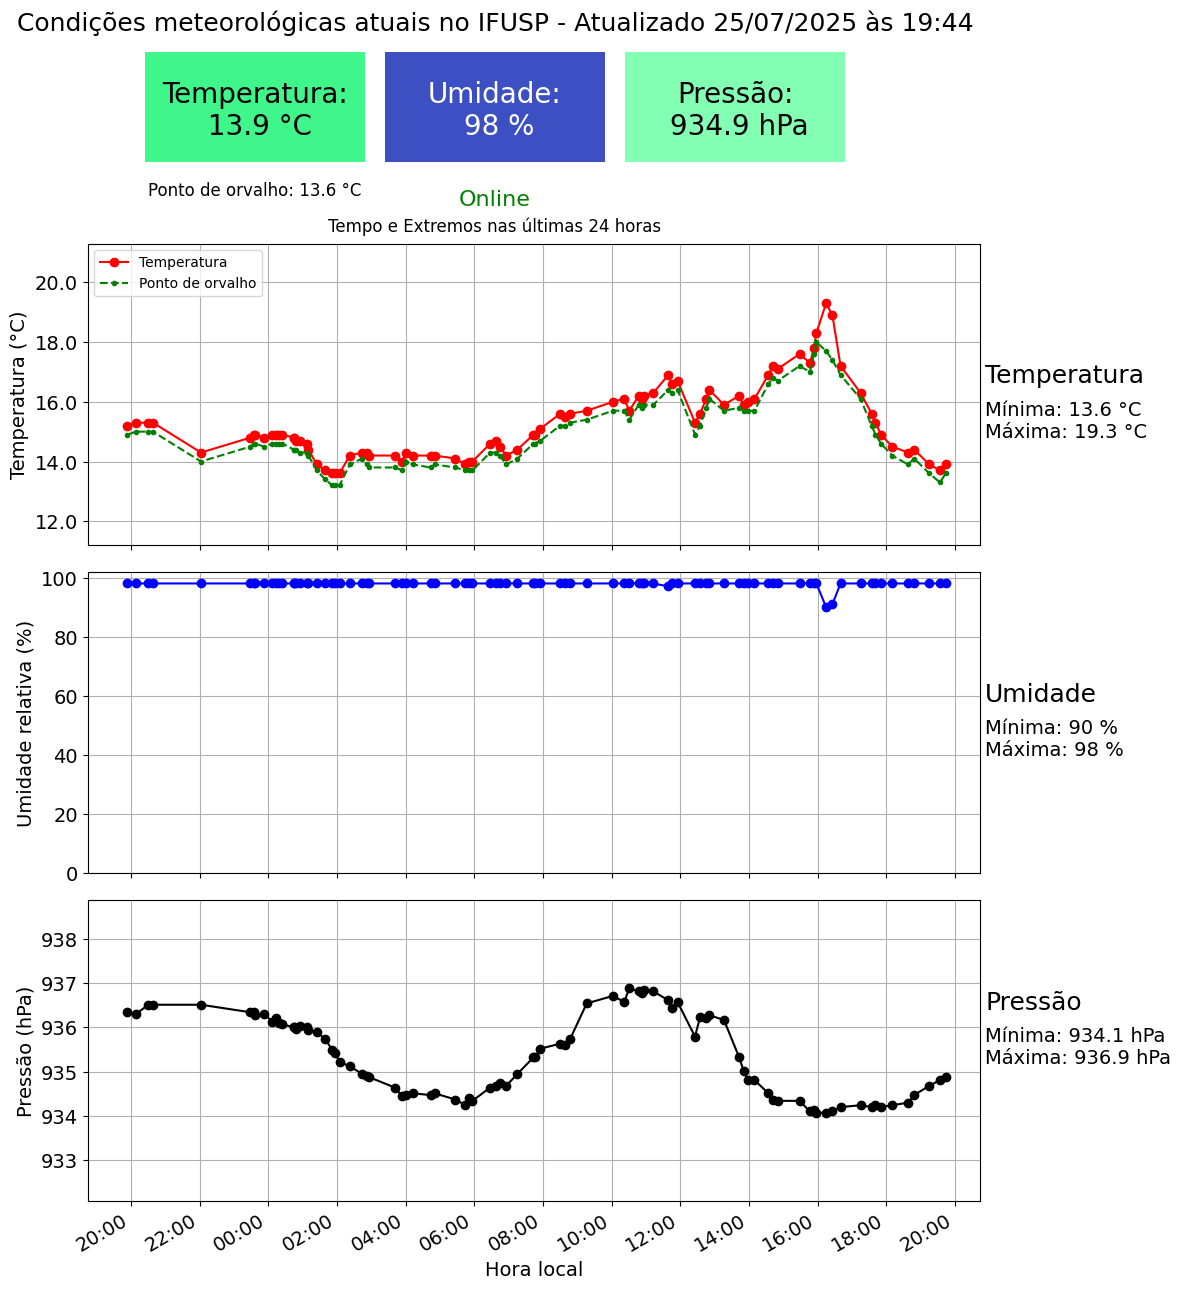 Condições meteorológicas atuais no IFUSP - Atualizado 25/07/2025 às 19:44
Temperatura:
13.9 °C
Umidade:
98 %
Pressão:
934.9 hPa
Ponto de orvalho: 13.6 °C
Online
Tempo e Extremos nas últimas 24 horas
Temperatura
Ponto de orvalho
20.0
18.0
16.0
14.0
12.0
Temperatura (°C)
Temperatura
Mínima: 13.6 °C
Máxima: 19.3 °C
100
80
60
40
20
0
Umidade relativa (%)
Umidade
Mínima: 90 %
Máxima: 98 %
938
937
936
935
934
933
Pressão (hPa)
Pressão
Mínima: 934.1 hPa
Máxima: 936.9 hPa
20:00 22:00 00:00 02:00 04:00 06:00 08:00 10:00 12:00 14:00 16:00 18:00 20:00
Hora local